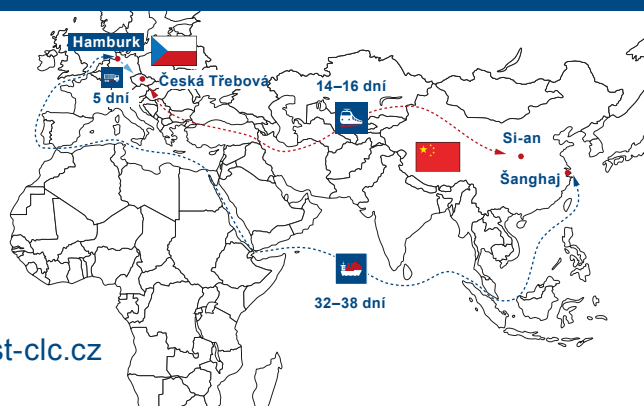 Hamburk
Česká Třebová
5 dní
14–16 dní
Si-an
Šanghaj
32–38 dní
st-clc.cz